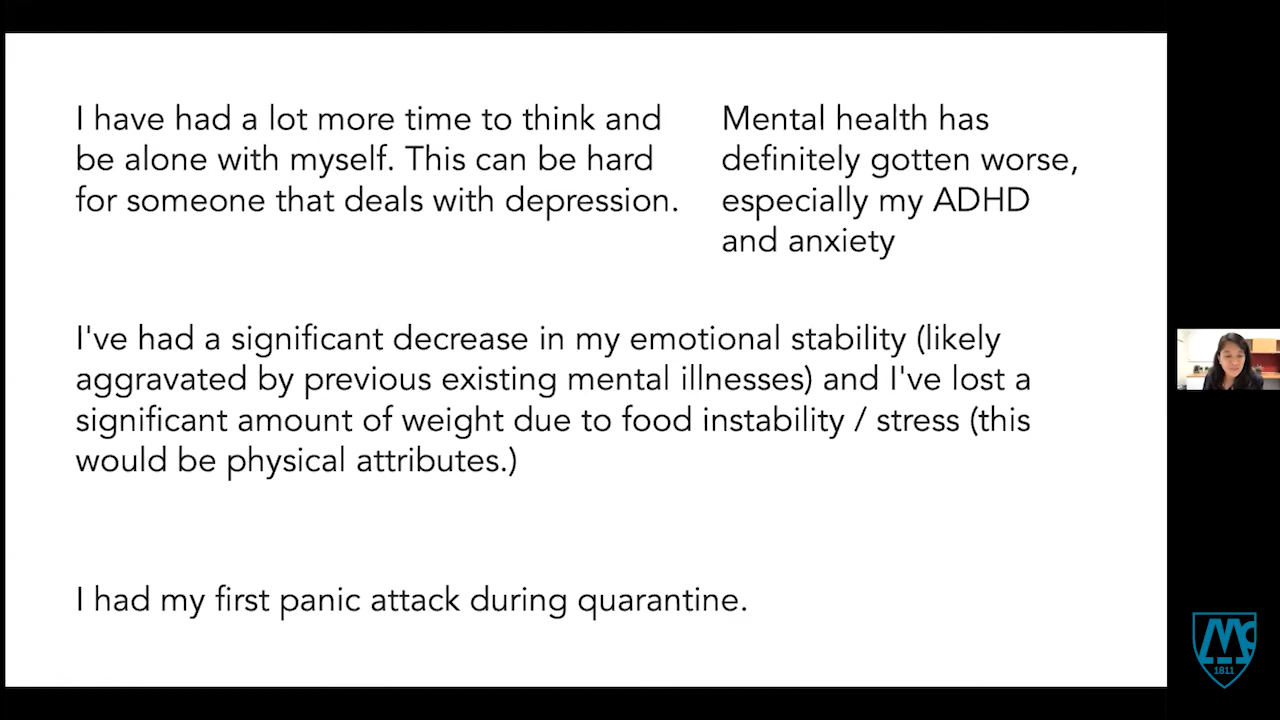 I have had a lot more time to think and
be alone with myself. This can be hard
for someone that deals with depression.
Mental health has
definitely gotten worse,
especially my ADHD
and anxiety
I've had a significant decrease in my emotional stability (likely
aggravated by previous existing mental illnesses) and I've lost a
significant amount of weight due to food instability / stress (this
would be physical attributes.)
I had my first panic attack during quarantine.
Mc
1811